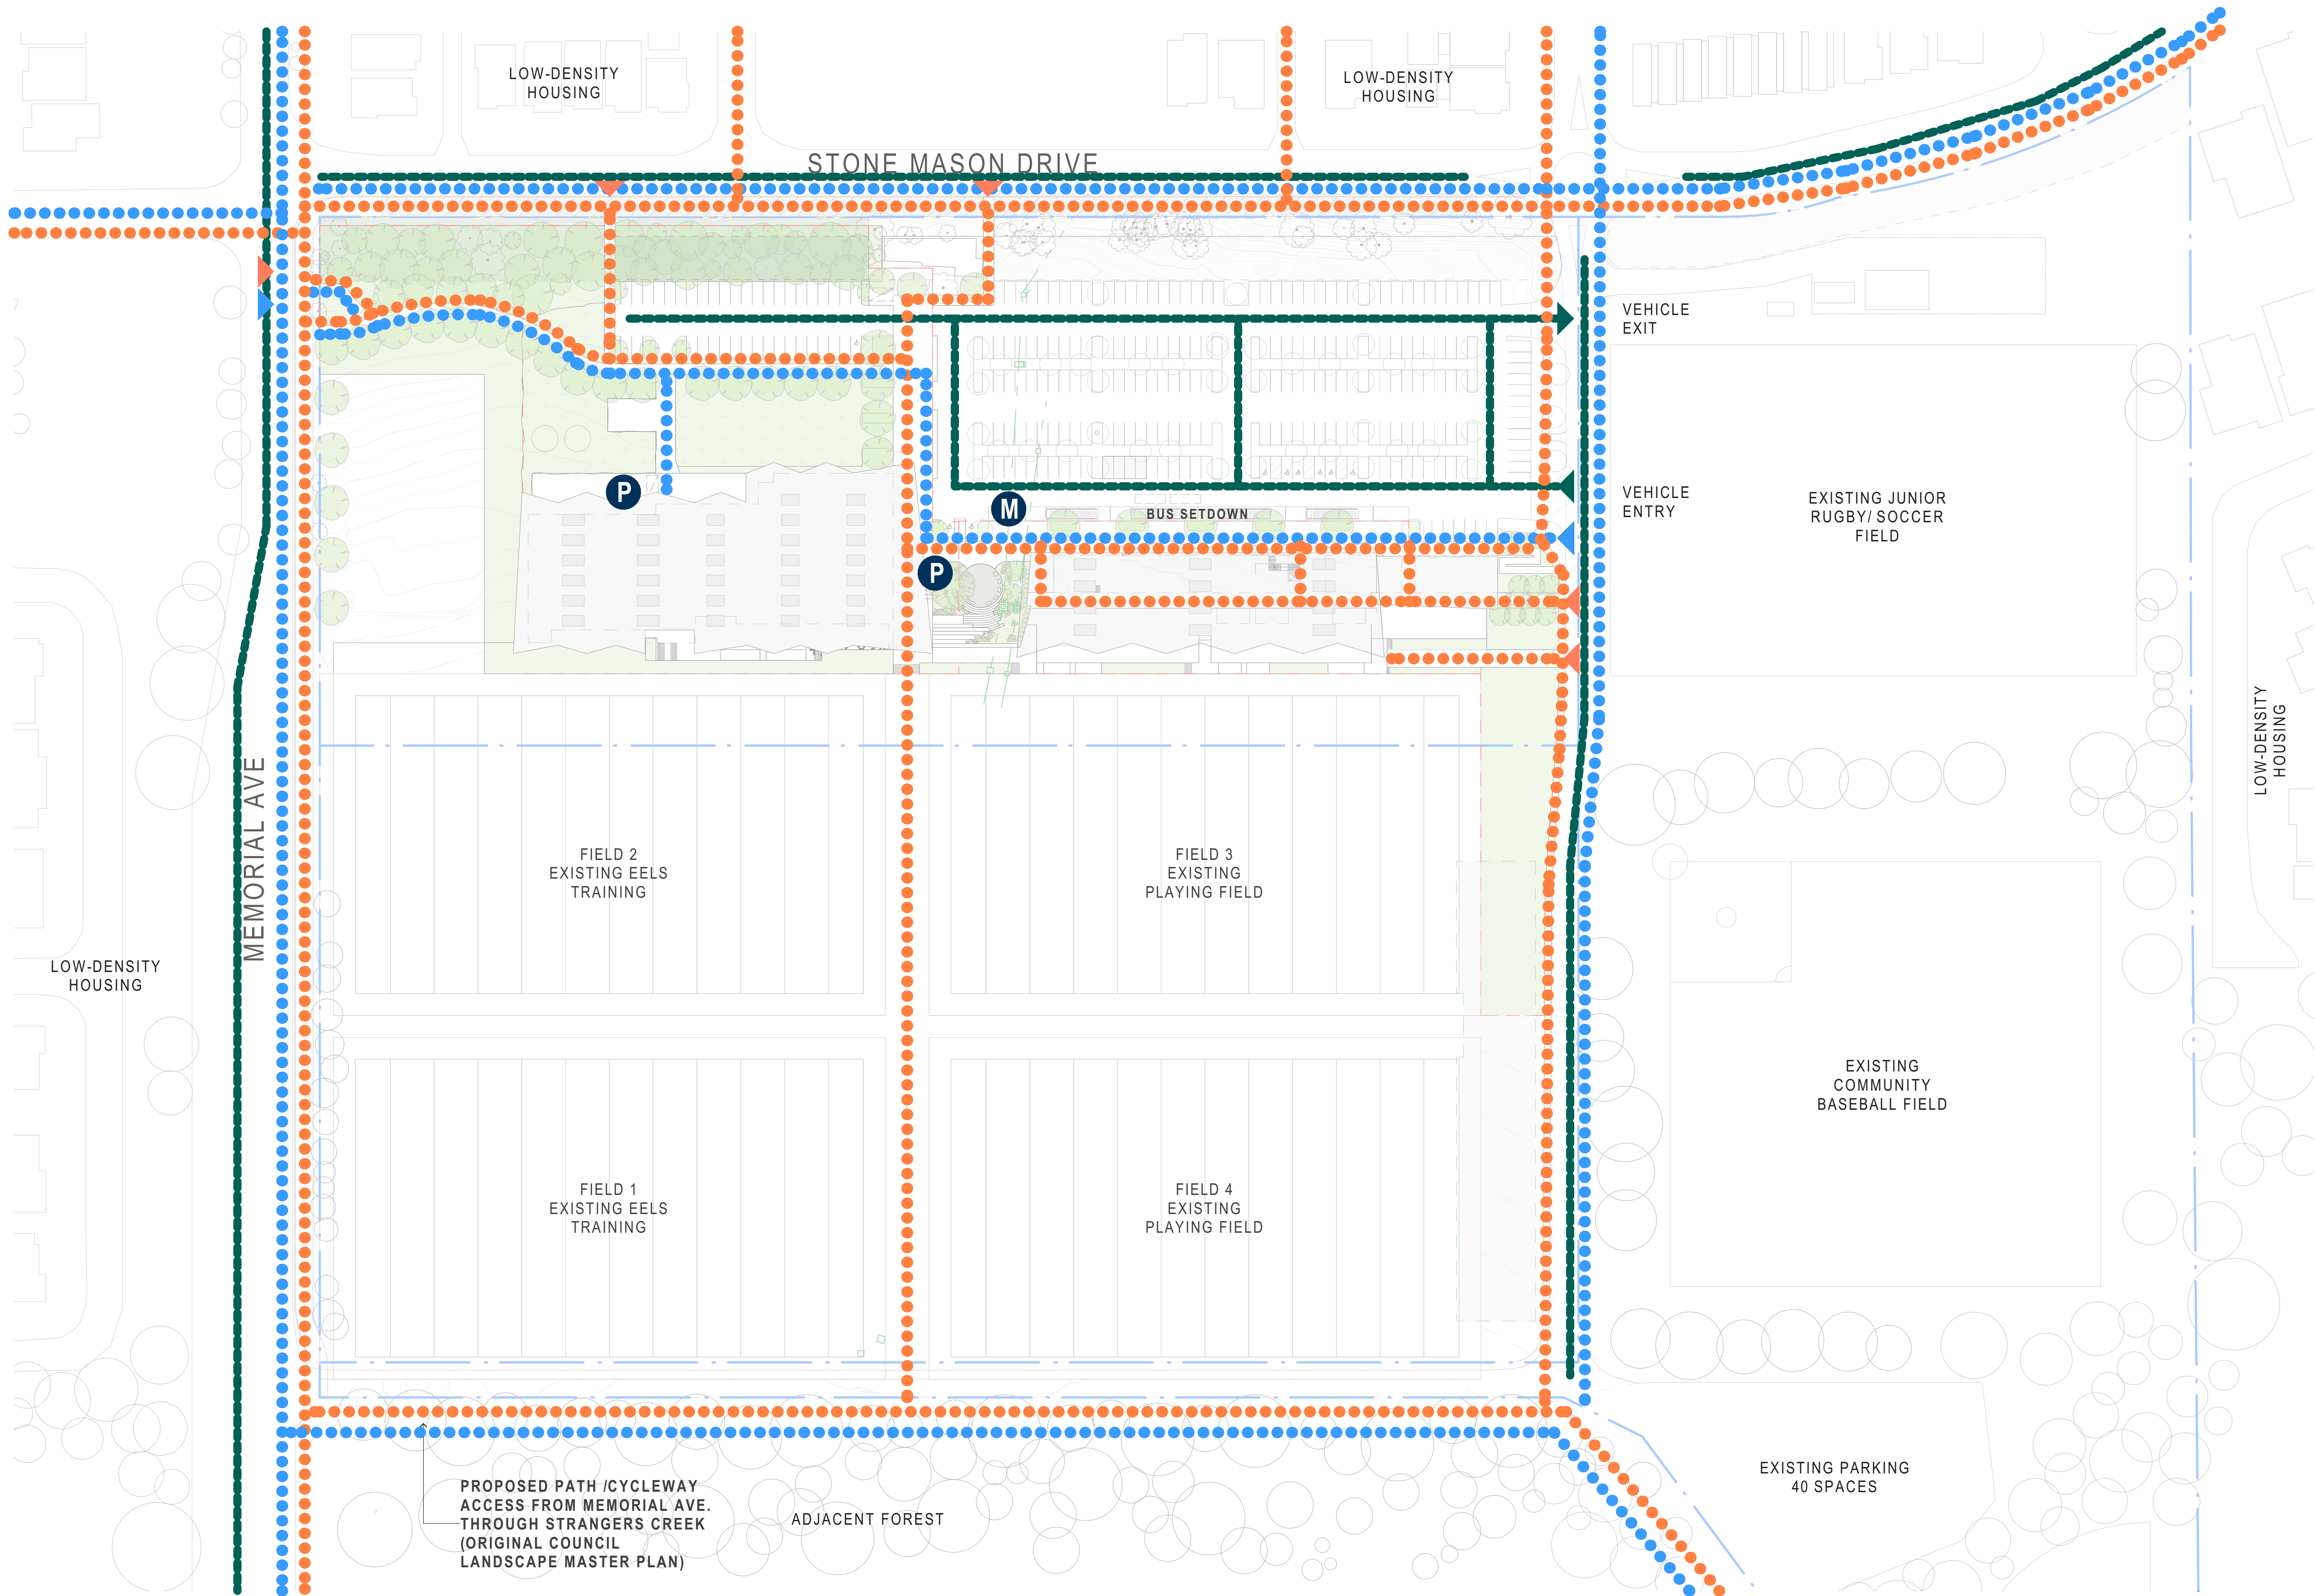 LOW-DENSITY
HOUSING
LOW-DENSITY
HOUSING
STONE MASON DRIVE
VEHICLE
EXIT
VEHICLE
ENTRY
P
M
BUS SETDOWN
P
EXISTING JUNIOR
RUGBY/ SOCCER
FIELD
LOW-DENSITY
HOUSING
MEMORIAL AVE
FIELD 2
EXISTING EELS
TRAINING
FIELD 3
EXISTING
PLAYING FIELD
LOW-DENSITY
HOUSING
EXISTING
COMMUNITY
BASEBALL FIELD
FIELD 1
EXISTING EELS
TRAINING
FIELD 4
EXISTING
PLAYING FIELD
PROPOSED PATH /CYCLEWAY
ACCESS FROM MEMORIAL AVE.
THROUGH STRANGERS CREEK
(ORIGINAL COUNCIL
LANDSCAPE MASTER PLAN)
ADJACENT FOREST
EXISTING PARKING
40 SPACES